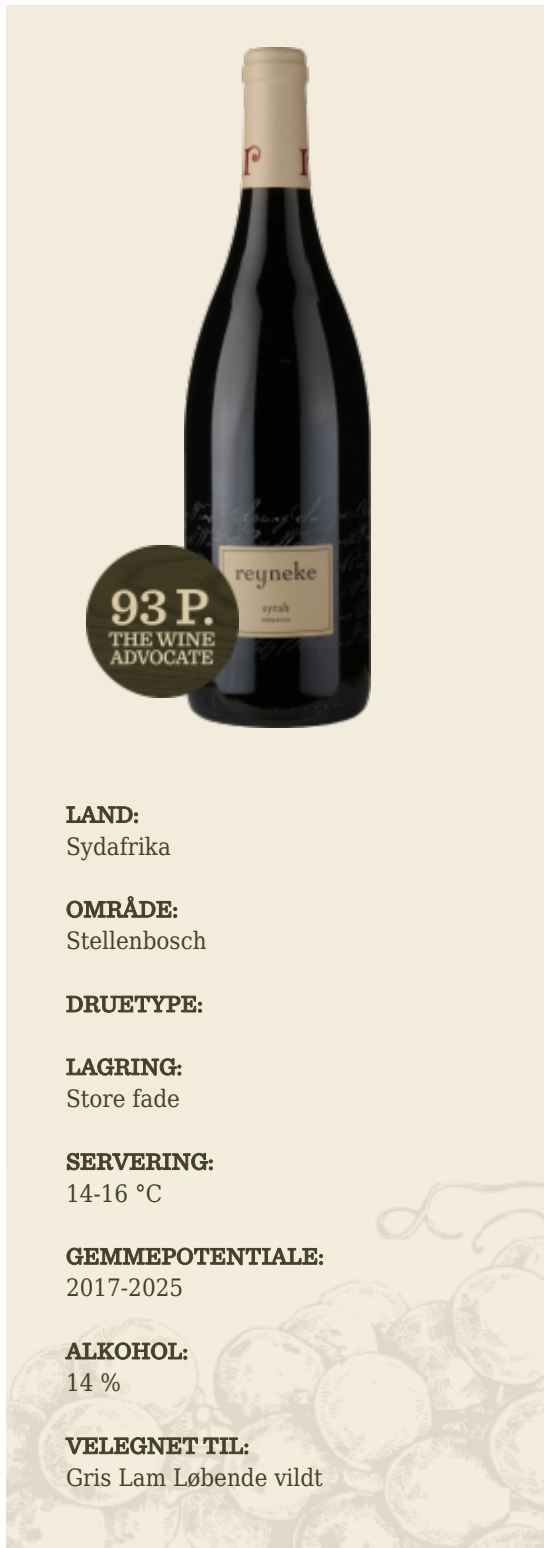 r r
reyneke
syrah
93 P.
THE WINE
ADVOCATE
LAND:
Sydafrika
OMRÅDE:
Stellenbosch
DRUETYPE:
LAGRING:
Store fade
SERVERING:
14-16 °C
GEMMEPOTENTIALE:
2017-2025
ALKOHOL:
14 %
VELEGNET TIL:
Gris Lam Løbende vildt